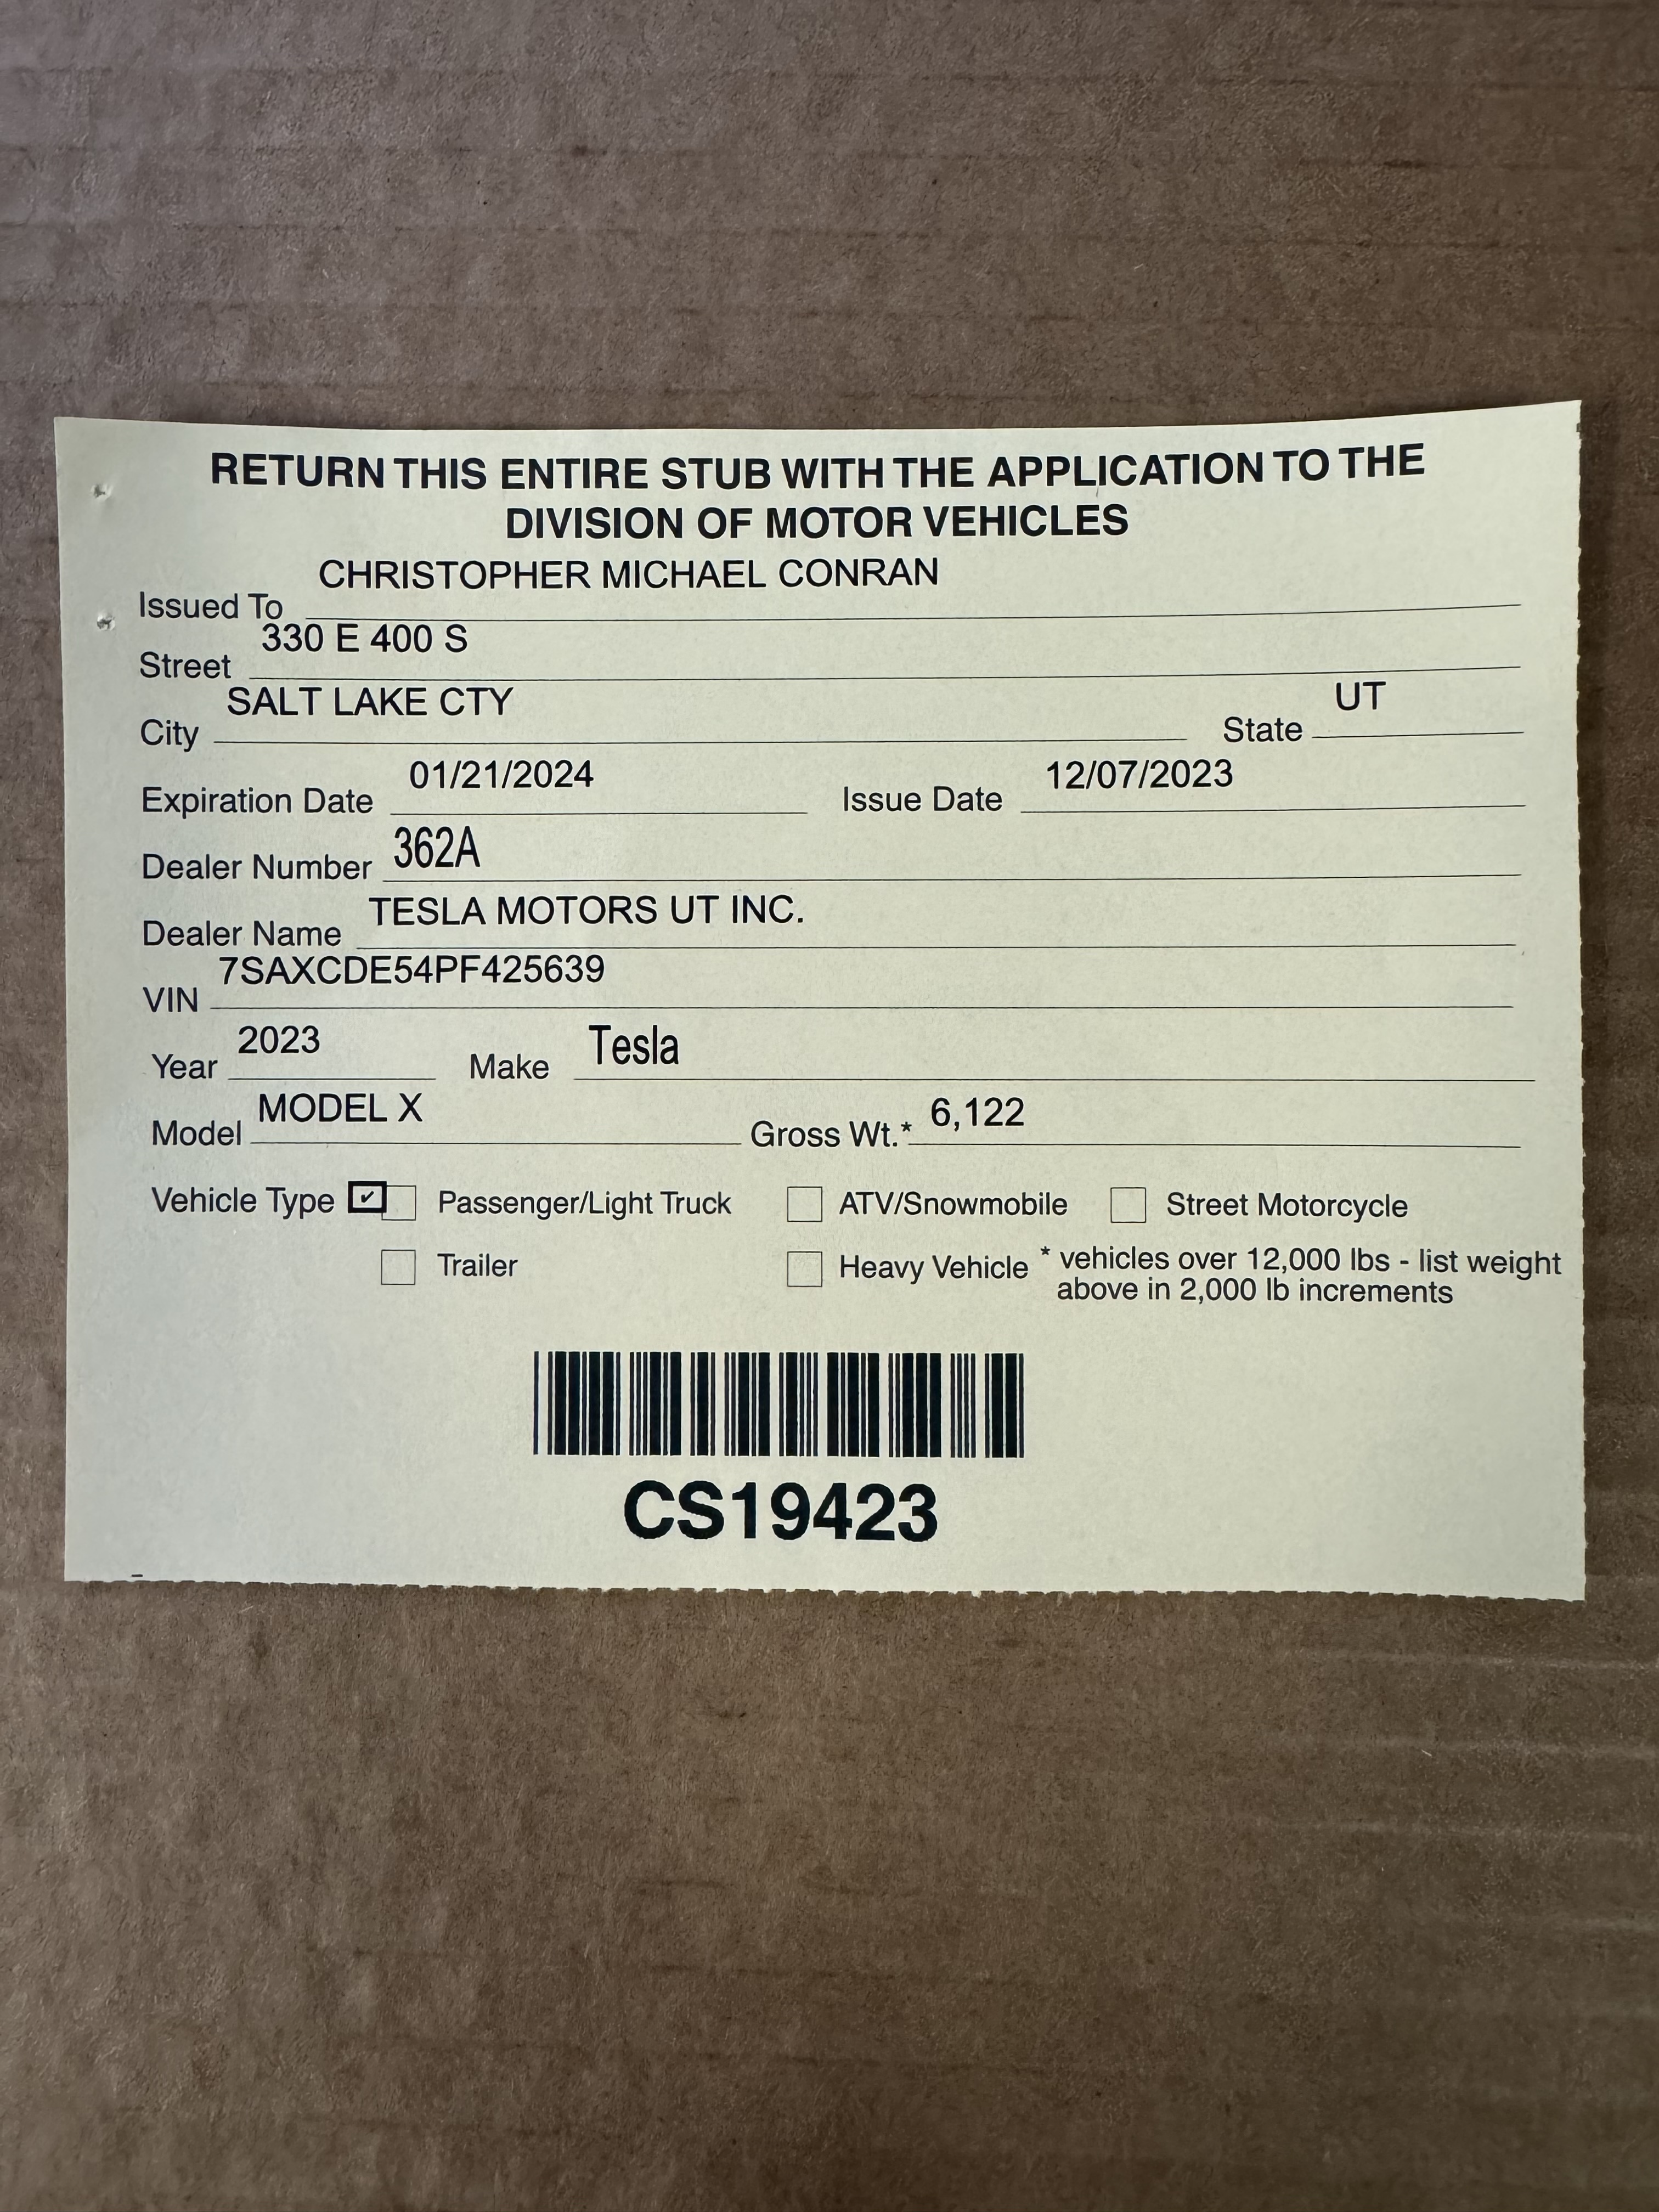 RETURN THIS ENTIRE STUB WITH THE APPLICATION TO THE
DIVISION OF MOTOR VEHICLES
Issued To CHRISTOPHER MICHAEL CONRAN
Street 330 E 400 S
City SALT LAKE CTY State UT
Expiration Date 01/21/2024 Issue Date 12/07/2023
Dealer Number 362A
Dealer Name TESLA MOTORS UT INC.
VIN 7SAXCDE54PF425639
Year 2023 Make Tesla
Model MODEL X Gross Wt.* 6,122
Vehicle Type ✓ Passenger/Light Truck ATV/Snowmobile Street Motorcycle
Trailer Heavy Vehicle * vehicles over 12,000 lbs - list weight
above in 2,000 lb increments
CS19423